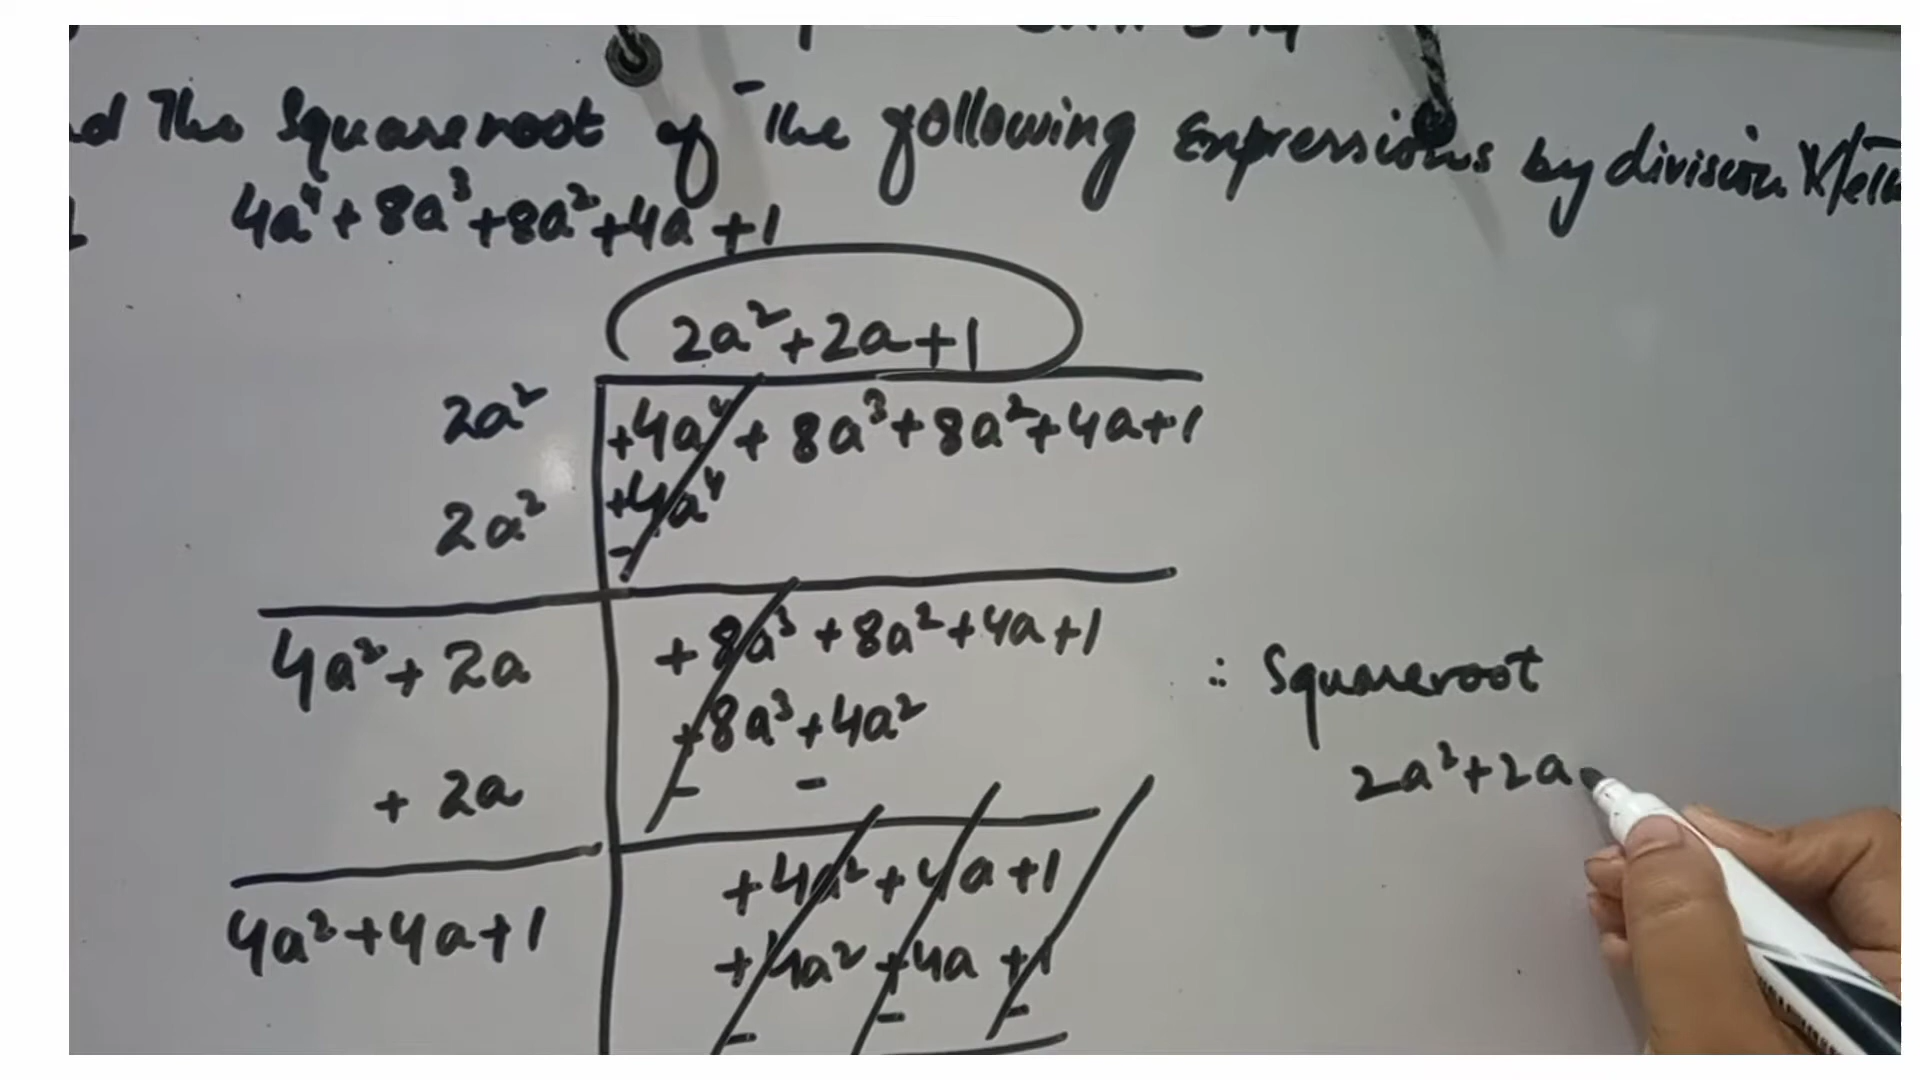 The Squareroot of The following Expressions by division
4a⁴+8a³+8a²+4a+1
2a²+2a+1
2a² +4a⁴+8a³+8a²+4a+1
2a² +4a⁴
-
4a²+2a +8a³+8a²+4a+1
+8a³+4a²
+2a - -
4a²+4a+1 +4a²+4a+1
+4a²+4a+1
- - -
∴ Squareroot
2a²+2a